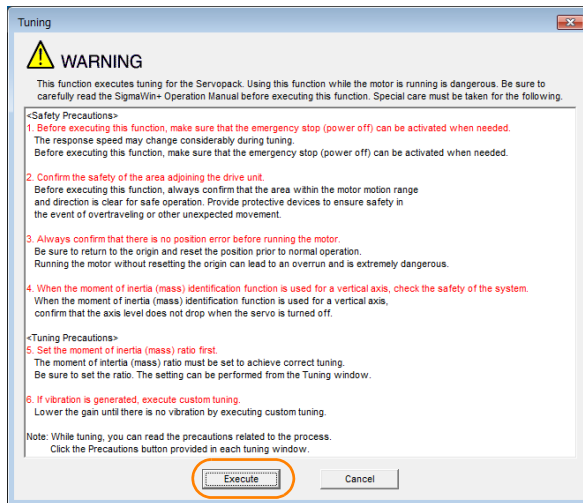 Tuning
WARNING
This function executes tuning for the Servopack. Using this function while the motor is running is dangerous. Be sure to
carefully read the SigmaWin+ Operation Manual before executing this function. Special care must be taken for the following.
<Safety Precautions>
1. Before executing this function, make sure that the emergency stop (power off) can be activated when needed.
The response speed may change considerably during tuning.
Before executing this function, make sure that the emergency stop (power off) can be activated when needed.
2. Confirm the safety of the area adjoining the drive unit.
Before executing this function, always confirm that the area within the motor motion range
and direction is clear for safe operation. Provide protective devices to ensure safety in
the event of overtraveling or other unexpected movement.
3. Always confirm that there is no position error before running the motor.
Be sure to return to the origin and reset the position prior to normal operation.
Running the motor without resetting the origin can lead to an overrun and is extremely dangerous.
4. When the moment of inertia (mass) identification function is used for a vertical axis, check the safety of the system.
When the moment of inertia (mass) identification function is used for a vertical axis,
confirm that the axis level does not drop when the servo is turned off.
<Tuning Precautions>
5. Set the moment of inertia (mass) ratio first.
The moment of intertia (mass) ratio must be set to achieve correct tuning.
Be sure to set the ratio. The setting can be performed from the Tuning window.
6. If vibration is generated, execute custom tuning.
Lower the gain until there is no vibration by executing custom tuning.
Note: While tuning, you can read the precautions related to the process.
Click the Precautions button provided in each tuning window.
Execute Cancel